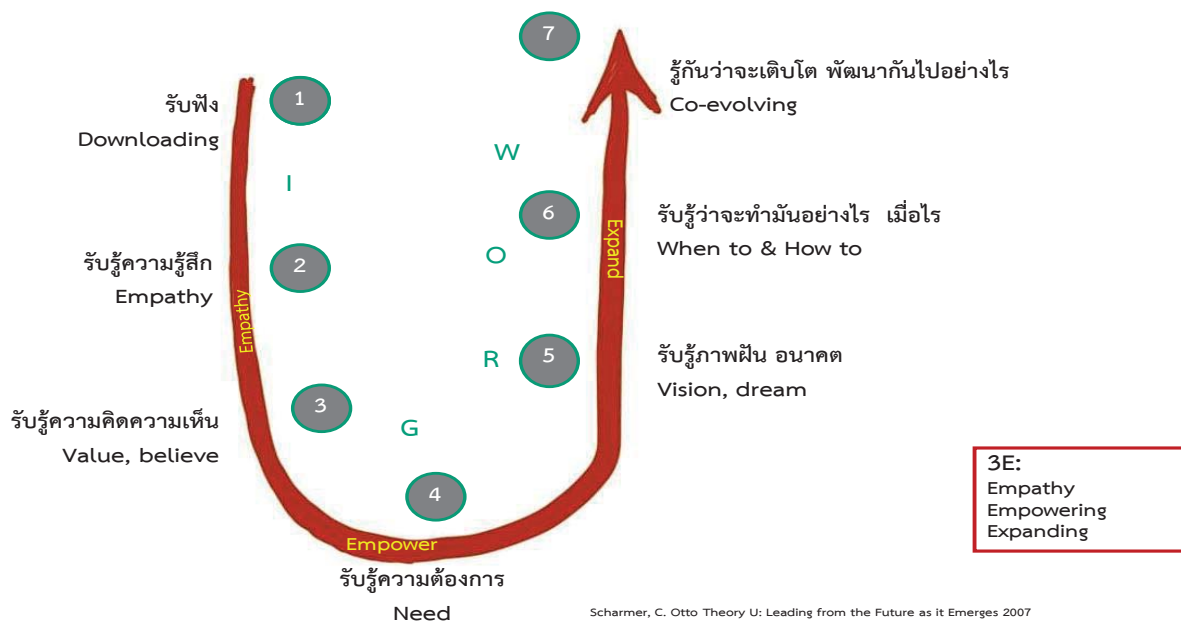 1
รับฟัง
Downloading
I
2
รับรู้ความรู้สึก
Empathy
Empathy
3
รับรู้ความคิดความเห็น
Value, believe
G
4
Empower
รับรู้ความต้องการ
Need
R
5
รับรู้ภาพฝัน อนาคต
Vision, dream
O
6
รับรู้ว่าจะทำมันอย่างไร เมื่อไร
When to & How to
Expand
W
7
รู้กันว่าจะเติบโต พัฒนากันไปอย่างไร
Co-evolving
3E:
Empathy
Empowering
Expanding
Scharmer, C. Otto Theory U: Leading from the Future as it Emerges 2007